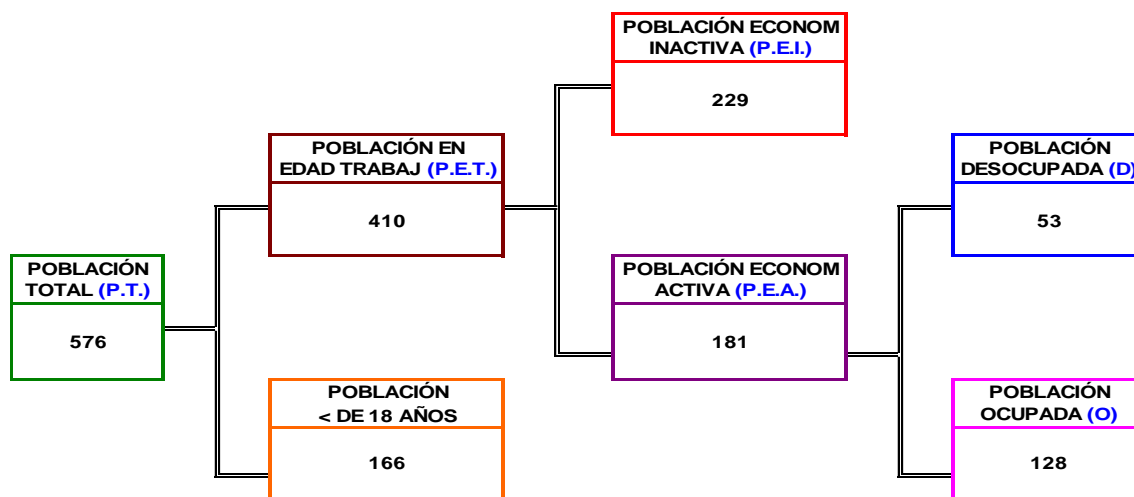 POBLACIÓN ECONOM
INACTIVA (P.E.I.)
229
POBLACIÓN EN
EDAD TRABAJ (P.E.T.)
410
POBLACIÓN
DESOCUPADA (D)
53
POBLACIÓN
TOTAL (P.T.)
576
POBLACIÓN ECONOM
ACTIVA (P.E.A.)
181
POBLACIÓN
< DE 18 AÑOS
166
POBLACIÓN
OCUPADA (O)
128